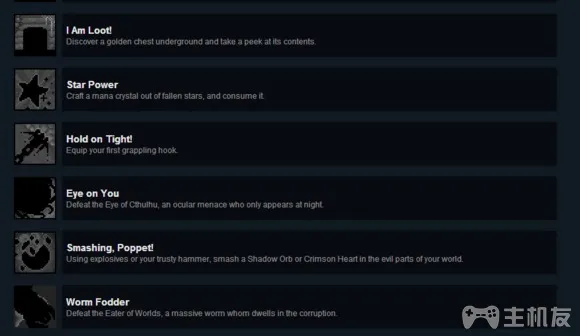 I Am Loot!
Discover a golden chest underground and take a peek at its contents.
Star Power
Craft a mana crystal out of fallen stars, and consume it.
Hold on Tight!
Equip your first grappling hook.
Eye on You
Defeat the Eye of Cthulhu, an ocular menace who only appears at night.
Smashing, Poppet!
Using explosives or your trusty hammer, smash a Shadow Orb or Crimson Heart in the evil parts of your world.
Worm Fodder
Defeat the Eater of Worlds, a massive worm whom dwells in the corruption.
主机友